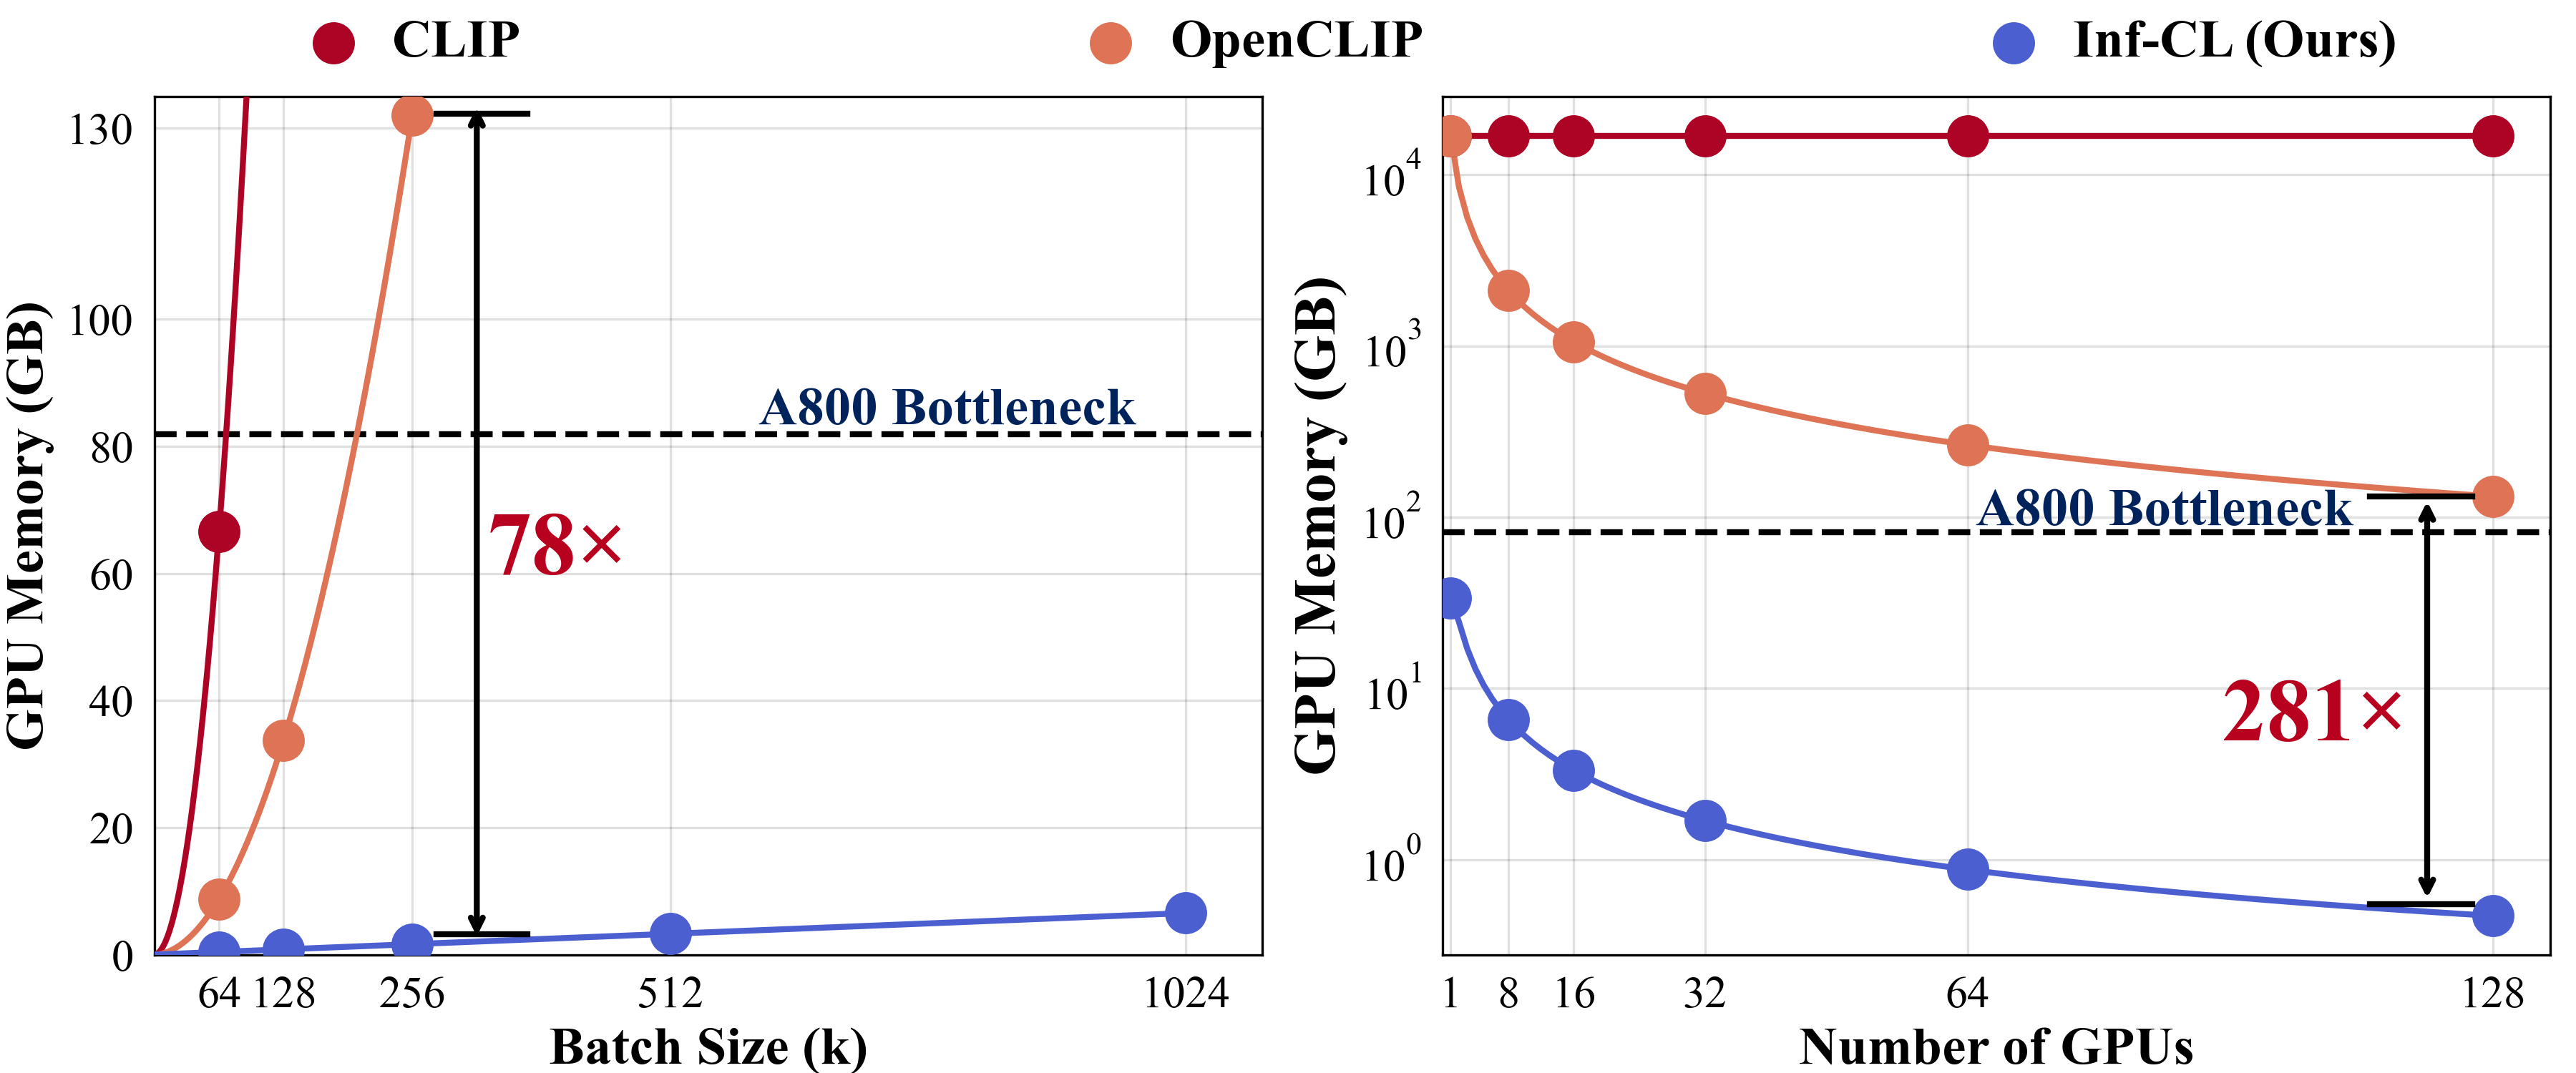 CLIP
OpenCLIP
Inf-CL (Ours)
GPU Memory (GB)
130
100
80
60
40
20
0
A800 Bottleneck
78×
64 128 256 512 1024
Batch Size (k)
GPU Memory (GB)
10^4
10^3
10^2
10^1
10^0
A800 Bottleneck
281×
1 8 16 32 64 128
Number of GPUs